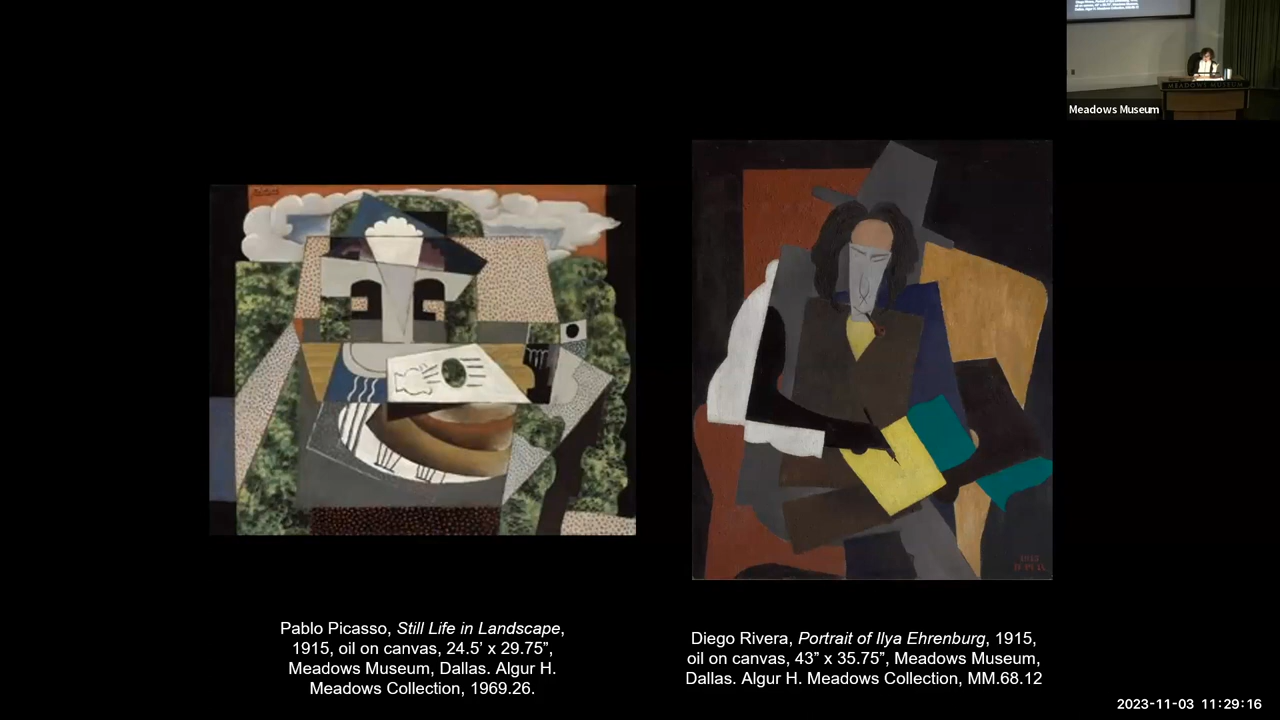 Meadows Museum
MEADOWS MUSEUM
Pablo Picasso, Still Life in Landscape,
1915, oil on canvas, 24.5’ x 29.75”,
Meadows Museum, Dallas. Algur H.
Meadows Collection, 1969.26.
Diego Rivera, Portrait of Ilya Ehrenburg, 1915,
oil on canvas, 43” x 35.75”, Meadows Museum,
Dallas. Algur H. Meadows Collection, MM.68.12
2023-11-03 11:29:16